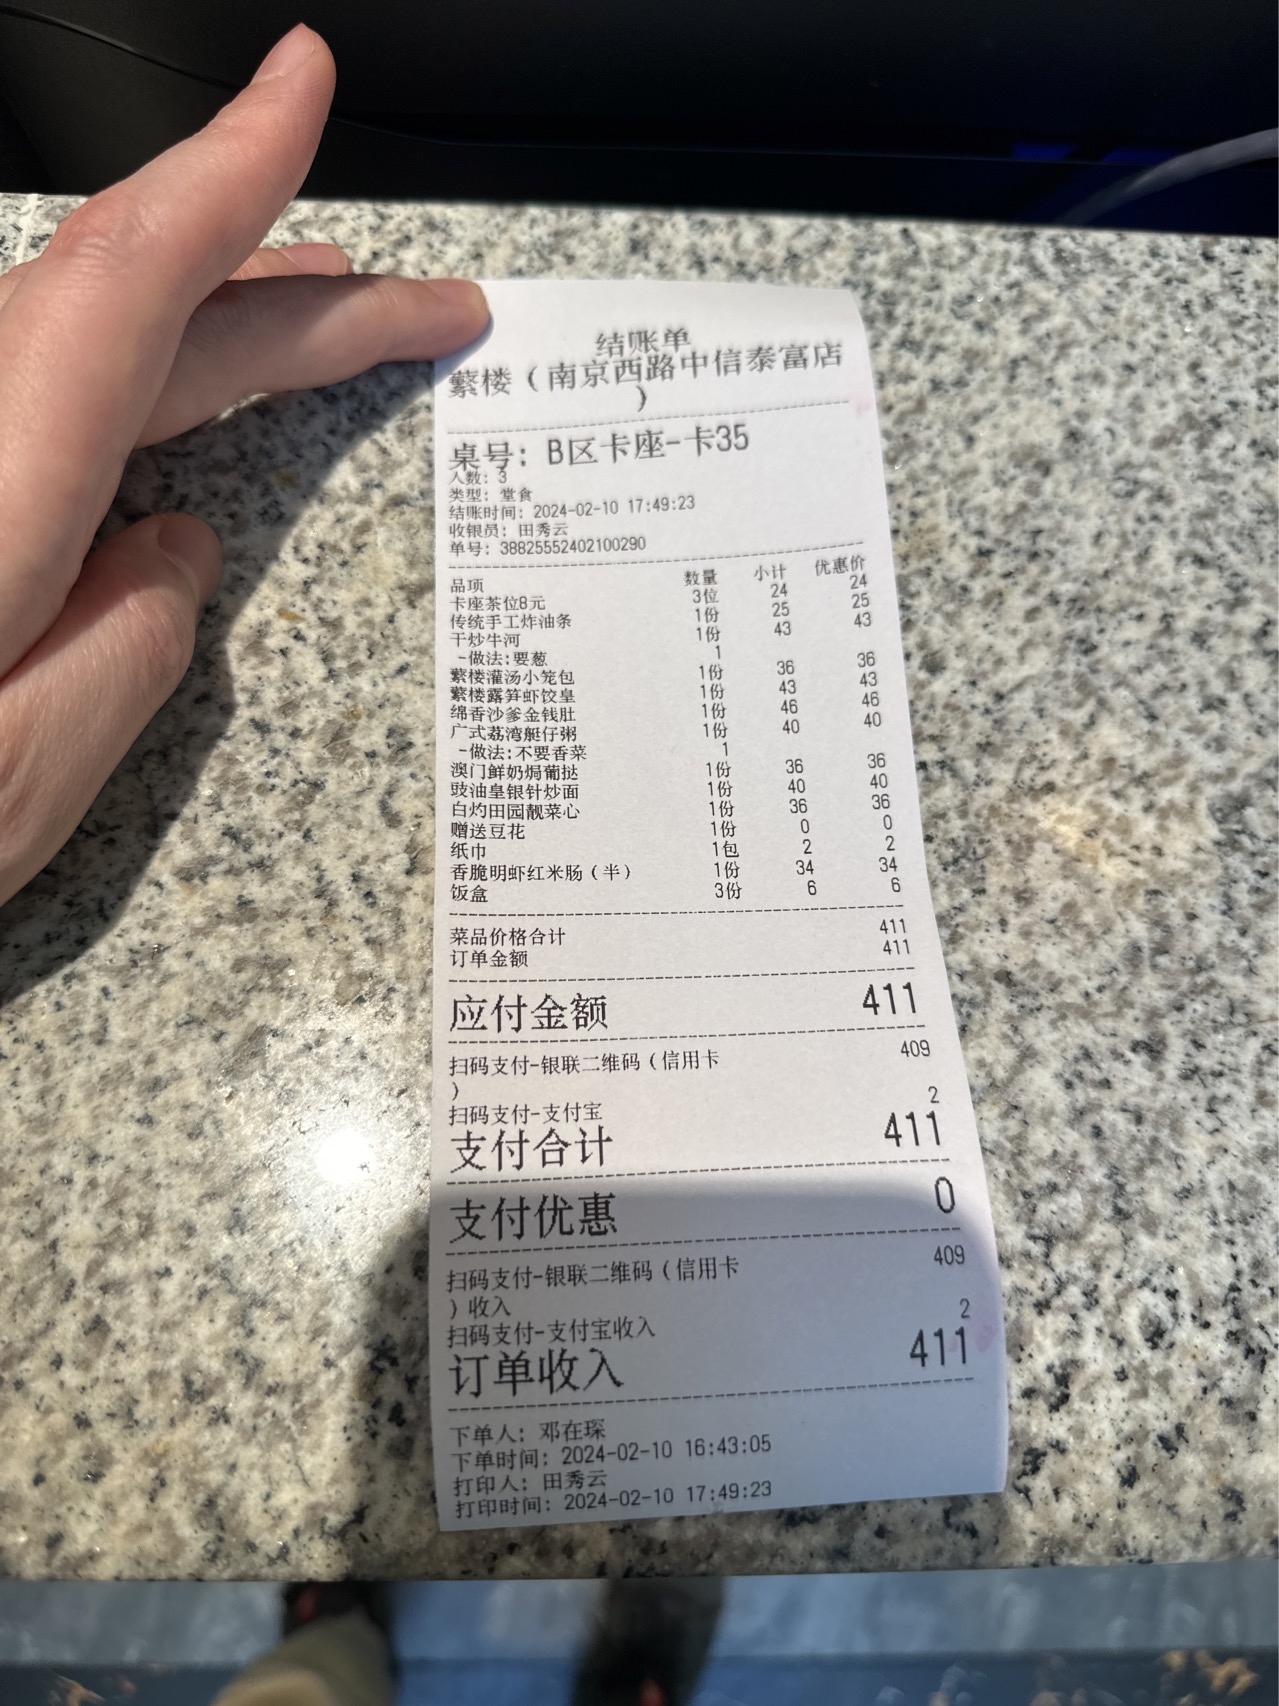 结账单
蘩楼（南京西路中信泰富店
）
桌号: B区卡座-卡35
人数: 3
类型: 堂食
结账时间: 2024-02-10 17:49:23
收银员: 田秀云
单号: 38825552402100290
品项 数量 小计 优惠价
卡座茶位8元 3位 24 24
传统手工炸油条 1份 25 25
干炒牛河 1份 43 43
-做法:要葱 1
蘩楼灌汤小笼包 1份 36 36
蘩楼露笋虾饺皇 1份 43 43
绵香沙爹金钱肚 1份 46 46
广式荔湾艇仔粥 1份 40 40
-做法:不要香菜 1
澳门鲜奶焗葡挞 1份 36 36
豉油皇银针炒面 1份 40 40
白灼田园靓菜心 1份 36 36
赠送豆花 1份 0 0
纸巾 1包 2 2
香脆明虾红米肠（半） 1份 34 34
饭盒 3份 6 6
菜品价格合计 411
订单金额 411
应付金额 411
扫码支付-银联二维码（信用卡 409
）
扫码支付-支付宝 2
支付合计 411
支付优惠 0
扫码支付-银联二维码（信用卡 409
）收入
扫码支付-支付宝收入 2
订单收入 411
下单人: 邓在琛
下单时间: 2024-02-10 16:43:05
打印人: 田秀云
打印时间: 2024-02-10 17:49:23